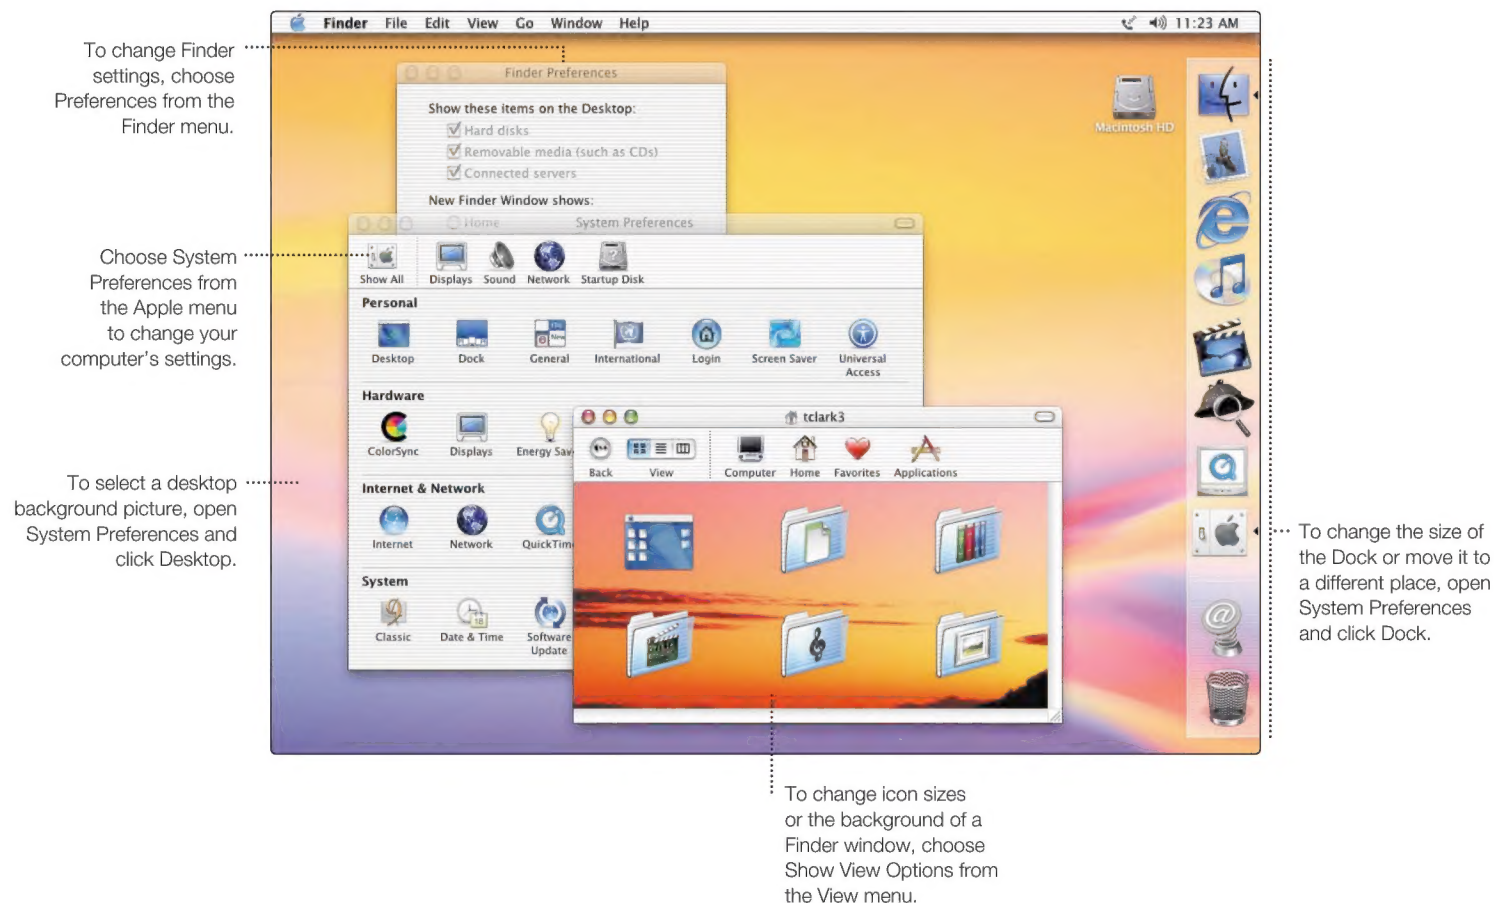 Finder File Edit View Go Window Help
11:23 AM
To change Finder
settings, choose
Preferences from the
Finder menu.
Finder Preferences
Show these items on the Desktop:
Hard disks
Removable media (such as CDs)
Connected servers
New Finder Window shows:
Home
Macintosh HD
System Preferences
Choose System
Preferences from
the Apple menu
to change your
computer's settings.
Show All Displays Sound Network Startup Disk
Personal
Desktop Dock General International Login Screen Saver Universal
Access
Hardware
ColorSync Displays Energy Sav
Internet & Network
Internet Network QuickTim
System
Classic Date & Time Software
Update
tclark3
Back View Computer Home Favorites Applications
To select a desktop
background picture, open
System Preferences and
click Desktop.
To change the size of
the Dock or move it to
a different place, open
System Preferences
and click Dock.
To change icon sizes
or the background of a
Finder window, choose
Show View Options from
the View menu.